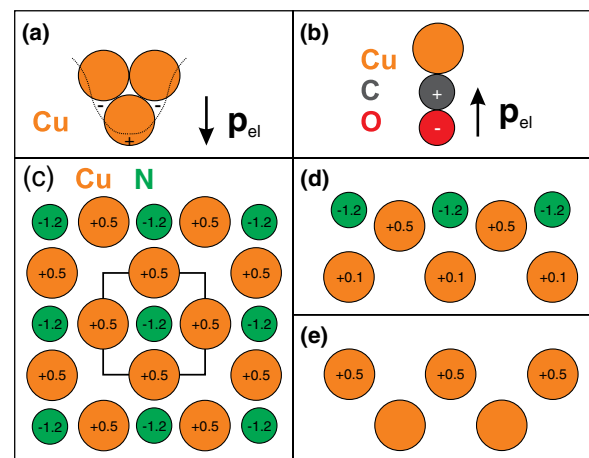 (a)
- -
+
Cu
p_el
(b)
Cu
C +
O -
p_el
(c) Cu N
-1.2 +0.5 -1.2 +0.5 -1.2
+0.5 +0.5 +0.5
-1.2 +0.5 -1.2 +0.5 -1.2
+0.5 +0.5 +0.5
-1.2 +0.5 -1.2 +0.5 -1.2
(d)
-1.2 -1.2 -1.2
+0.5 +0.5
+0.1 +0.1 +0.1
(e)
+0.5 +0.5 +0.5